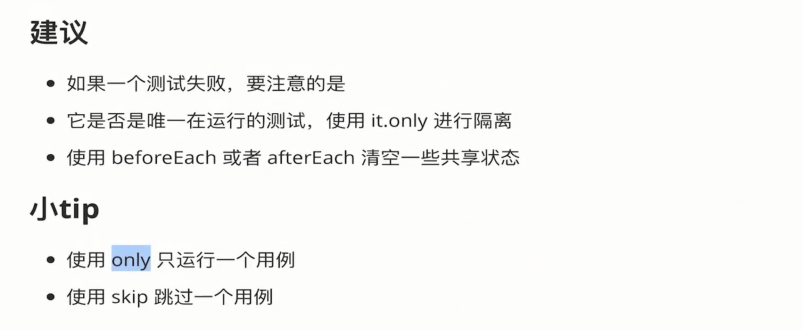 建议
如果一个测试失败，要注意的是
它是否是唯一在运行的测试，使用 it.only 进行隔离
使用 beforeEach 或者 afterEach 清空一些共享状态
小tip
使用 only 只运行一个用例
使用 skip 跳过一个用例